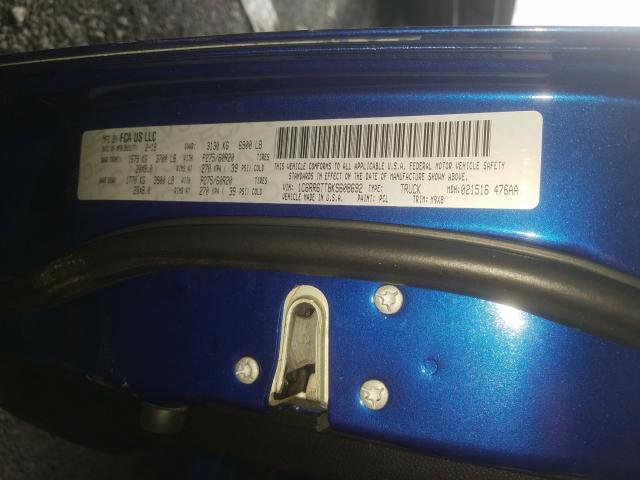 MFD BY FCA US LLC
DATE OF MFR 2-19 GVWR: 3130 KG 6900 LB
GAWR FRONT: 1679 KG 3700 LB WITH P275/60R20 TIRES
20X8.0 RIMS AT 270 KPA ( 39 PSI) COLD
GAWR REAR: 1770 KG 3900 LB WITH P275/60R20 TIRES
20X8.0 RIMS AT 270 KPA ( 39 PSI) COLD
THIS VEHICLE CONFORMS TO ALL APPLICABLE U.S.A. FEDERAL MOTOR VEHICLE SAFETY
STANDARDS IN EFFECT ON THE DATE OF MANUFACTURE SHOWN ABOVE.
VIN: 1C6RR6TT8KS608692 TYPE: TRUCK MDH: 021516 476AA
VEHICLE MADE IN U.S.A. PAINT: PCL TRIM: M9X8